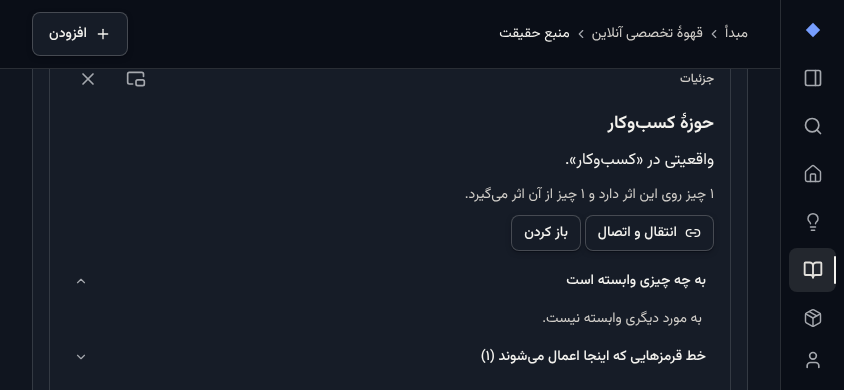 مبدأ › قهوهٔ تخصصی آنلاین › منبع حقیقت
افزودن
جزئیات
حوزهٔ کسب‌وکار
واقعیتی در «کسب‌وکار».
۱ چیز روی این اثر دارد و ۱ چیز از آن اثر می‌گیرد.
انتقال و اتصال
باز کردن
به چه چیزی وابسته است
به مورد دیگری وابسته نیست.
خط قرمزهایی که اینجا اعمال می‌شوند (۱)